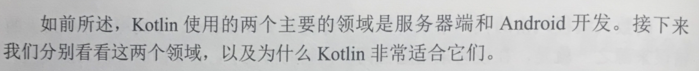 如前所述，Kotlin 使用的两个主要的领域是服务器端和 Android 开发。接下来
我们分别看看这两个领域，以及为什么 Kotlin 非常适合它们。